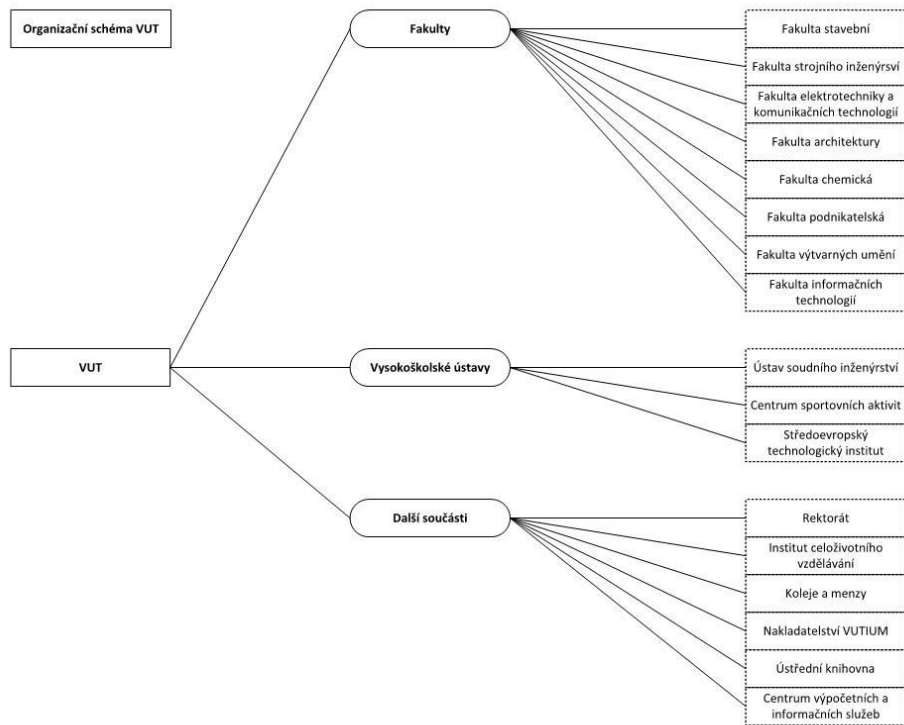 Organizační schéma VUT
Fakulty
Fakulta stavební
Fakulta strojního inženýrsví
Fakulta elektrotechniky a
komunikačních technologií
Fakulta architektury
Fakulta chemická
Fakulta podnikatelská
Fakulta výtvarných umění
Fakulta informačních
technologií
VUT
Vysokoškolské ústavy
Ústav soudního inženýrství
Centrum sportovních aktivit
Středoevropský
technologický institut
Další součásti
Rektorát
Institut celoživotního
vzdělávání
Koleje a menzy
Nakladatelství VUTIUM
Ústřední knihovna
Centrum výpočetních a
informačních služeb